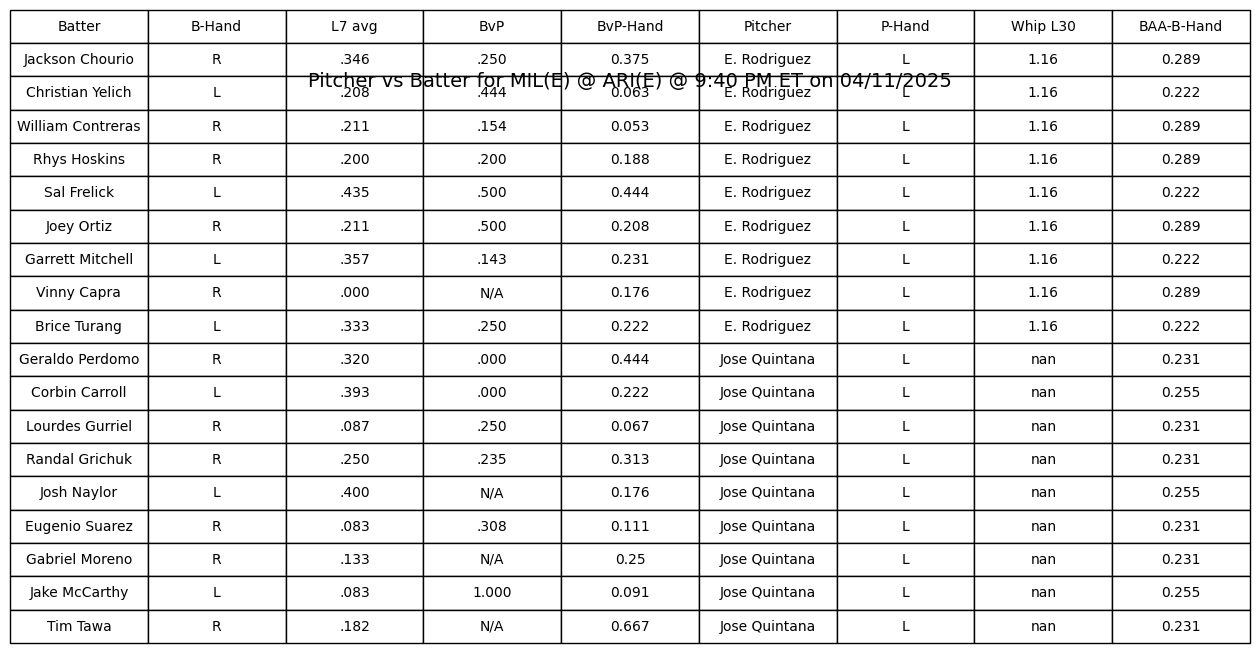 Batter B-Hand L7 avg BvP BvP-Hand Pitcher P-Hand Whip L30 BAA-B-Hand
Jackson Chourio R .346 .250 0.375 E. Rodriguez L 1.16 0.289
Pitcher vs Batter for MIL(E) @ ARI(E) @ 9:40 PM ET on 04/11/2025
Christian Yelich L .208 .444 0.063 E. Rodriguez L 1.16 0.222
William Contreras R .211 .154 0.053 E. Rodriguez L 1.16 0.289
Rhys Hoskins R .200 .200 0.188 E. Rodriguez L 1.16 0.289
Sal Frelick L .435 .500 0.444 E. Rodriguez L 1.16 0.222
Joey Ortiz R .211 .500 0.208 E. Rodriguez L 1.16 0.289
Garrett Mitchell L .357 .143 0.231 E. Rodriguez L 1.16 0.222
Vinny Capra R .000 N/A 0.176 E. Rodriguez L 1.16 0.289
Brice Turang L .333 .250 0.222 E. Rodriguez L 1.16 0.222
Geraldo Perdomo R .320 .000 0.444 Jose Quintana L nan 0.231
Corbin Carroll L .393 .000 0.222 Jose Quintana L nan 0.255
Lourdes Gurriel R .087 .250 0.067 Jose Quintana L nan 0.231
Randal Grichuk R .250 .235 0.313 Jose Quintana L nan 0.231
Josh Naylor L .400 N/A 0.176 Jose Quintana L nan 0.255
Eugenio Suarez R .083 .308 0.111 Jose Quintana L nan 0.231
Gabriel Moreno R .133 N/A 0.25 Jose Quintana L nan 0.231
Jake McCarthy L .083 1.000 0.091 Jose Quintana L nan 0.255
Tim Tawa R .182 N/A 0.667 Jose Quintana L nan 0.231